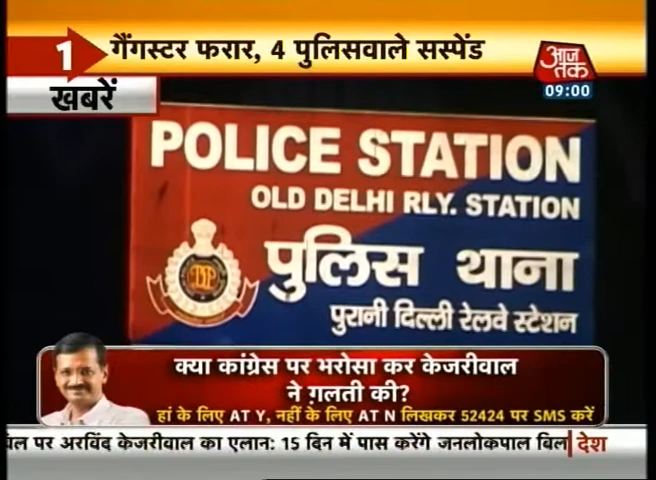 1
गैंगस्टर फरार, 4 पुलिसवाले सस्पेंड
आज
तक
09:00
खबरें
POLICE STATION
OLD DELHI RLY. STATION
पुलिस थाना
पुरानी दिल्ली रेलवे स्टेशन
क्या कांग्रेस पर भरोसा कर केजरीवाल
ने ग़लती की?
हां के लिए AT Y, नहीं के लिए AT N लिखकर 52424 पर SMS करें
पर अरविंद केजरीवाल का एलान: 15 दिन में पास करेंगे जनलोकपाल बिल
देश